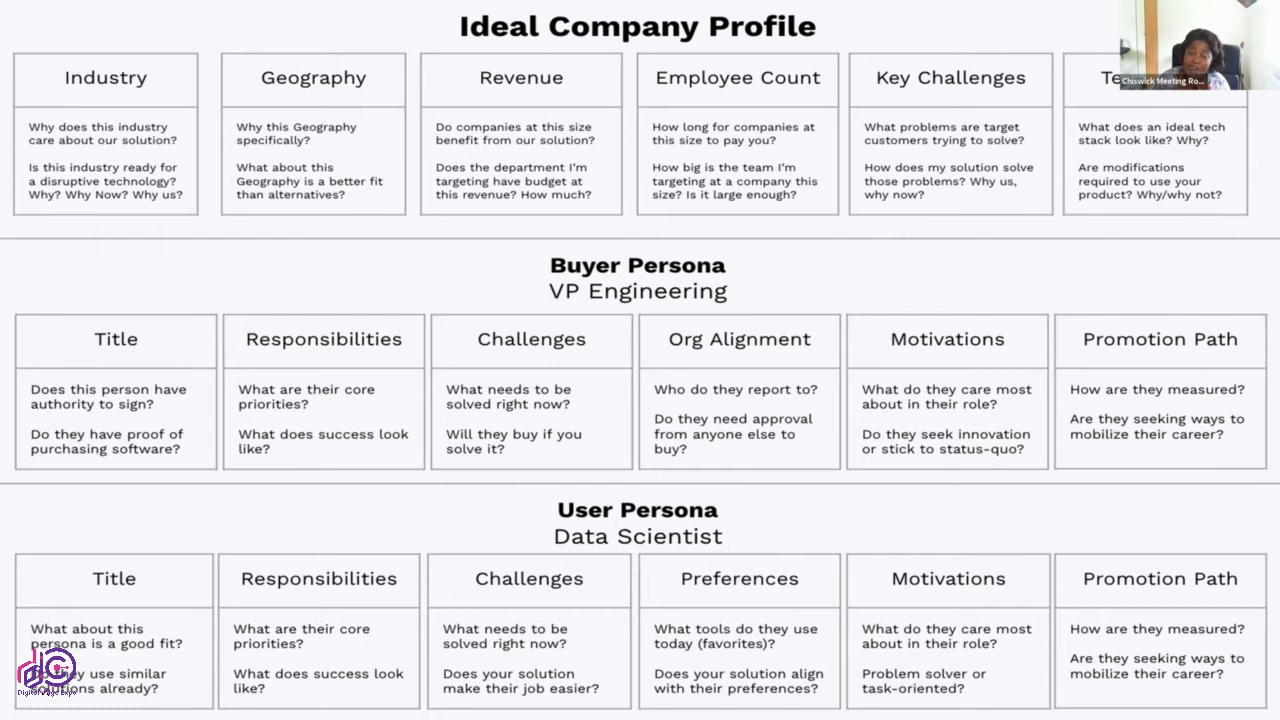 Ideal Company Profile
Industry
Why does this industry
care about our solution?
Is this industry ready for
a disruptive technology?
Why? Why Now? Why us?
Geography
Why this Geography
specifically?
What about this
Geography is a better fit
than alternatives?
Revenue
Do companies at this size
benefit from our solution?
Does the department I'm
targeting have budget at
this revenue? How much?
Employee Count
How long for companies at
this size to pay you?
How big is the team I'm
targeting at a company this
size? Is it large enough?
Key Challenges
What problems are target
customers trying to solve?
How does my solution solve
those problems? Why us,
why now?
What does an ideal tech
stack look like? Why?
Are modifications
required to use your
product? Why/why not?
Chiswick Meeting Ro...
Buyer Persona
VP Engineering
Title
Does this person have
authority to sign?
Do they have proof of
purchasing software?
Responsibilities
What are their core
priorities?
What does success look
like?
Challenges
What needs to be
solved right now?
Will they buy if you
solve it?
Org Alignment
Who do they report to?
Do they need approval
from anyone else to
buy?
Motivations
What do they care most
about in their role?
Do they seek innovation
or stick to status-quo?
Promotion Path
How are they measured?
Are they seeking ways to
mobilize their career?
User Persona
Data Scientist
Title
What about this
persona is a good fit?
use similar
already?
Responsibilities
What are their core
priorities?
What does success look
like?
Challenges
What needs to be
solved right now?
Does your solution
make their job easier?
Preferences
What tools do they use
today (favorites)?
Does your solution align
with their preferences?
Motivations
What do they care most
about in their role?
Problem solver or
task-oriented?
Promotion Path
How are they measured?
Are they seeking ways to
mobilize their career?